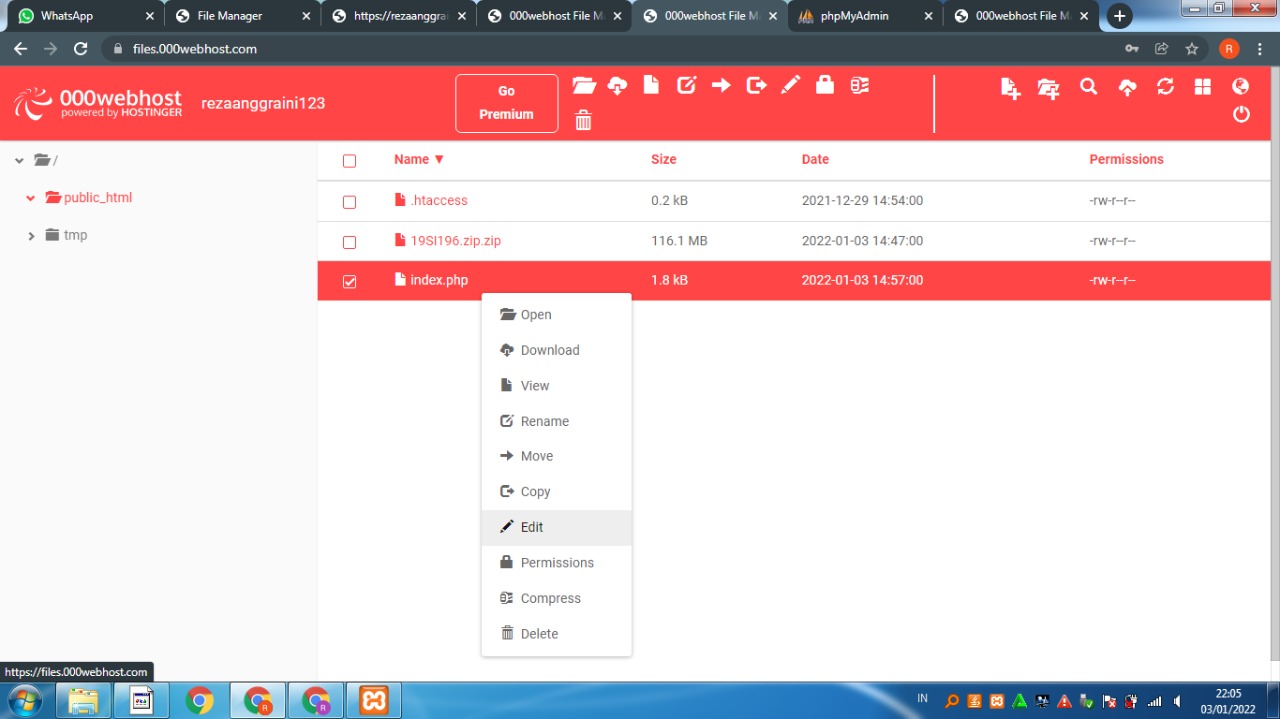 WhatsApp
File Manager
https://rezaanggrai
000webhost File M
000webhost File M
phpMyAdmin
000webhost File M
files.000webhost.com
R
000webhost
powered by HOSTINGER
rezaanggraini123
Go
Premium
/
public_html
tmp
Name ▼ Size Date Permissions
.htaccess 0.2 kB 2021-12-29 14:54:00 -rw-r--r--
19SI196.zip.zip 116.1 MB 2022-01-03 14:47:00 -rw-r--r--
index.php 1.8 kB 2022-01-03 14:57:00 -rw-r--r--
Open
Download
View
Rename
Move
Copy
Edit
Permissions
Compress
Delete
https://files.000webhost.com
IN
22:05
03/01/2022